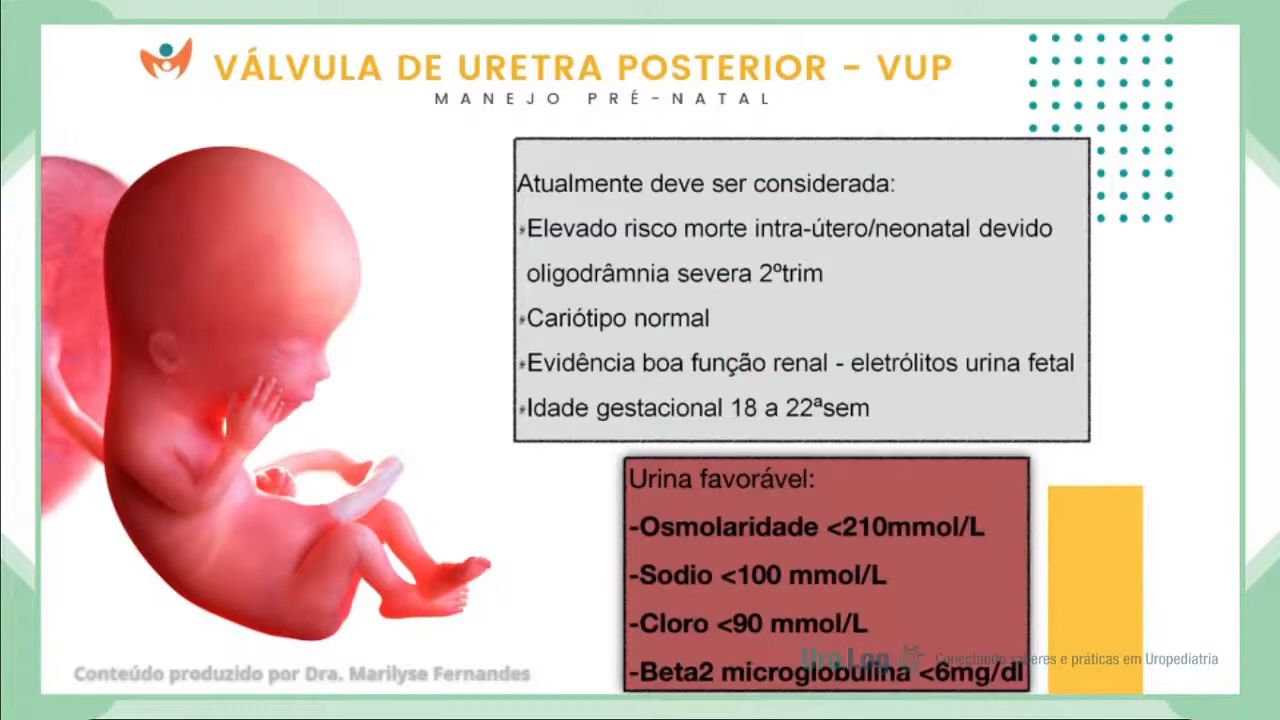 VÁLVULA DE URETRA POSTERIOR - VUP
MANEJO PRÉ-NATAL
Atualmente deve ser considerada:
*Elevado risco morte intra-útero/neonatal devido
oligodrâmnia severa 2ºtrim
*Cariótipo normal
*Evidência boa função renal - eletrólitos urina fetal
*Idade gestacional 18 a 22ªsem
Urina favorável:
-Osmolaridade <210mmol/L
-Sodio <100 mmol/L
-Cloro <90 mmol/L
-Beta2 microglobulina <6mg/dl
Uro Log
Conectando saberes e práticas em Uropediatria
Conteúdo produzido por Dra. Marilyse Fernandes